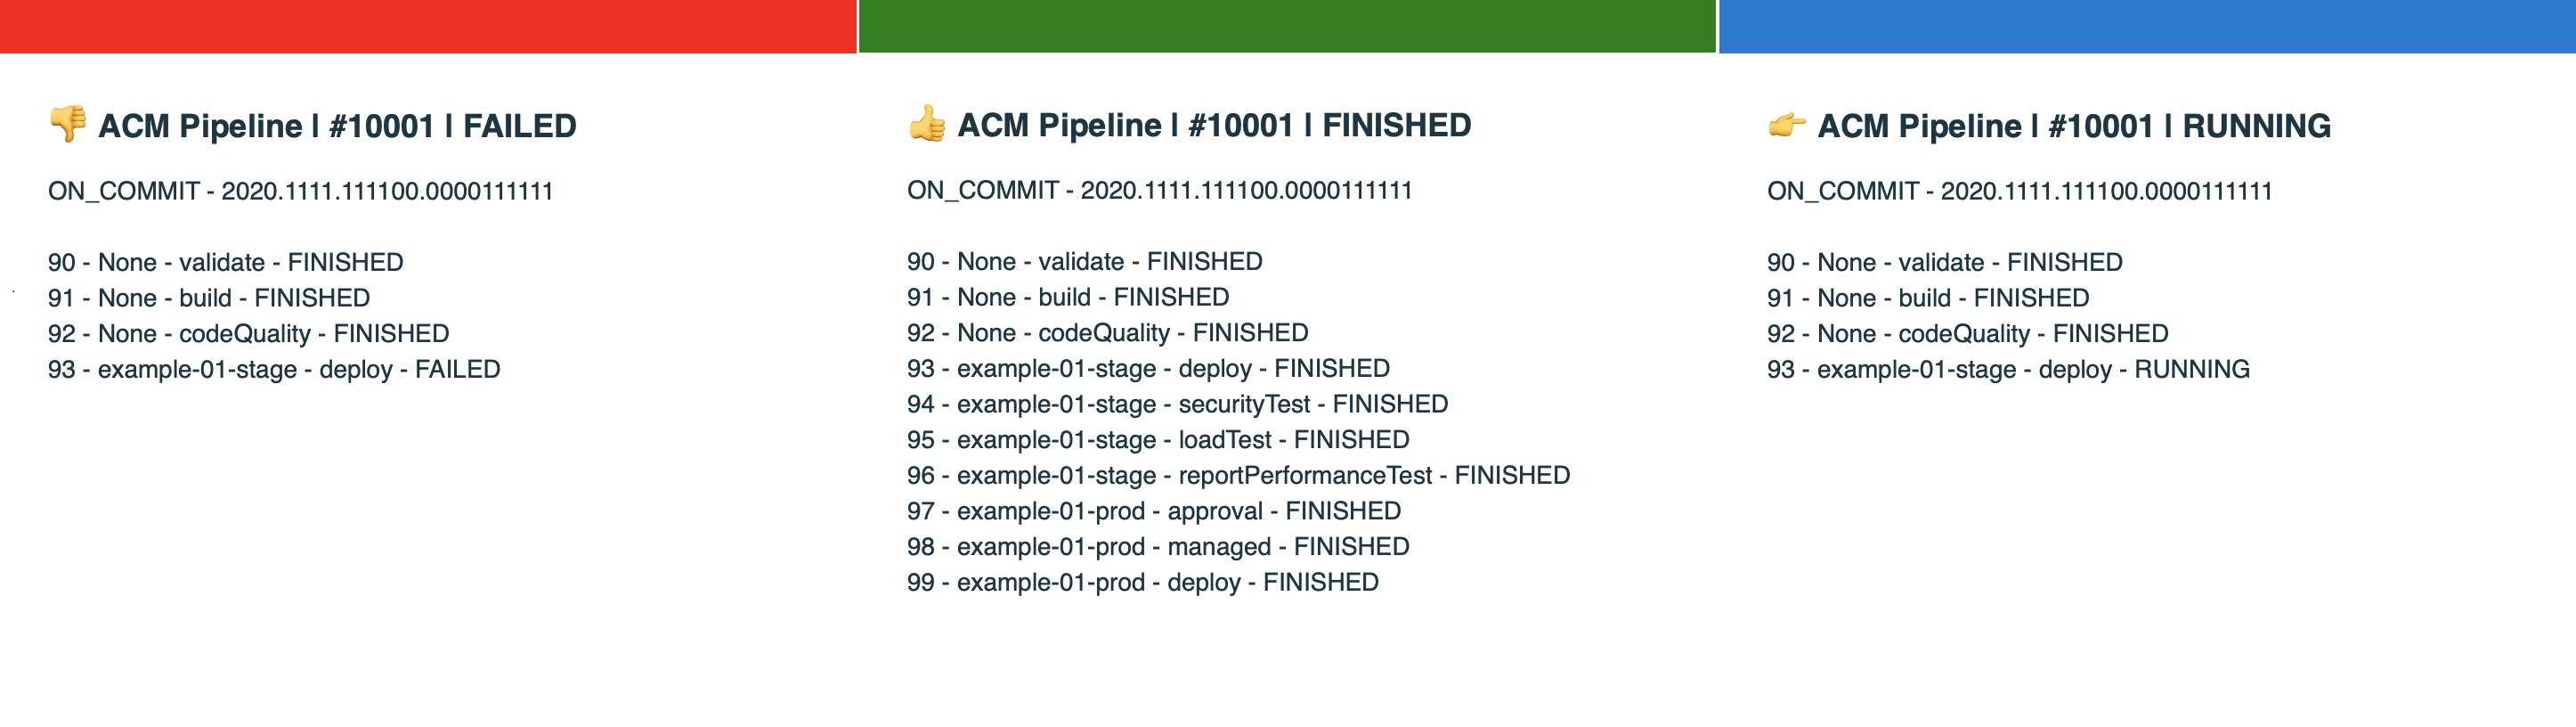 👎 ACM Pipeline | #10001 | FAILED
ON_COMMIT - 2020.1111.111100.0000111111
90 - None - validate - FINISHED
91 - None - build - FINISHED
92 - None - codeQuality - FINISHED
93 - example-01-stage - deploy - FAILED
👍 ACM Pipeline | #10001 | FINISHED
ON_COMMIT - 2020.1111.111100.0000111111
90 - None - validate - FINISHED
91 - None - build - FINISHED
92 - None - codeQuality - FINISHED
93 - example-01-stage - deploy - FINISHED
94 - example-01-stage - securityTest - FINISHED
95 - example-01-stage - loadTest - FINISHED
96 - example-01-stage - reportPerformanceTest - FINISHED
97 - example-01-prod - approval - FINISHED
98 - example-01-prod - managed - FINISHED
99 - example-01-prod - deploy - FINISHED
👉 ACM Pipeline | #10001 | RUNNING
ON_COMMIT - 2020.1111.111100.0000111111
90 - None - validate - FINISHED
91 - None - build - FINISHED
92 - None - codeQuality - FINISHED
93 - example-01-stage - deploy - RUNNING